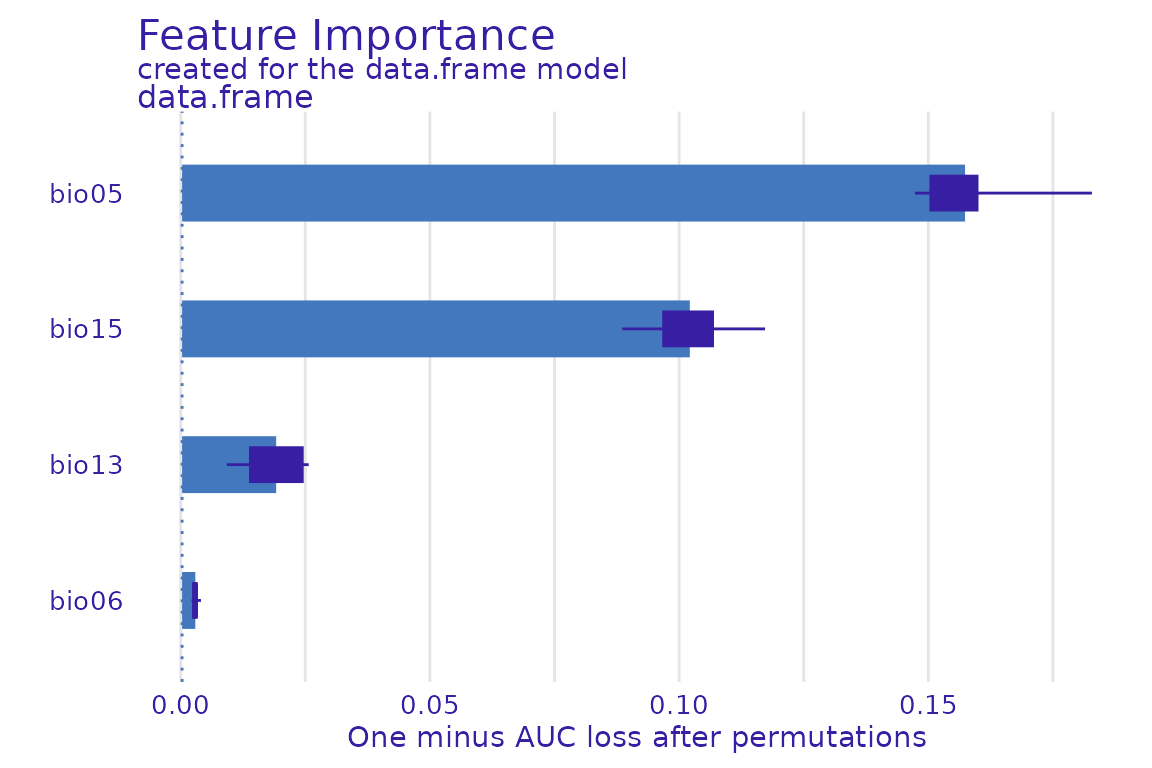 Feature Importance
created for the data.frame model
data.frame
bio05
bio15
bio13
bio06
0.00 0.05 0.10 0.15
One minus AUC loss after permutations